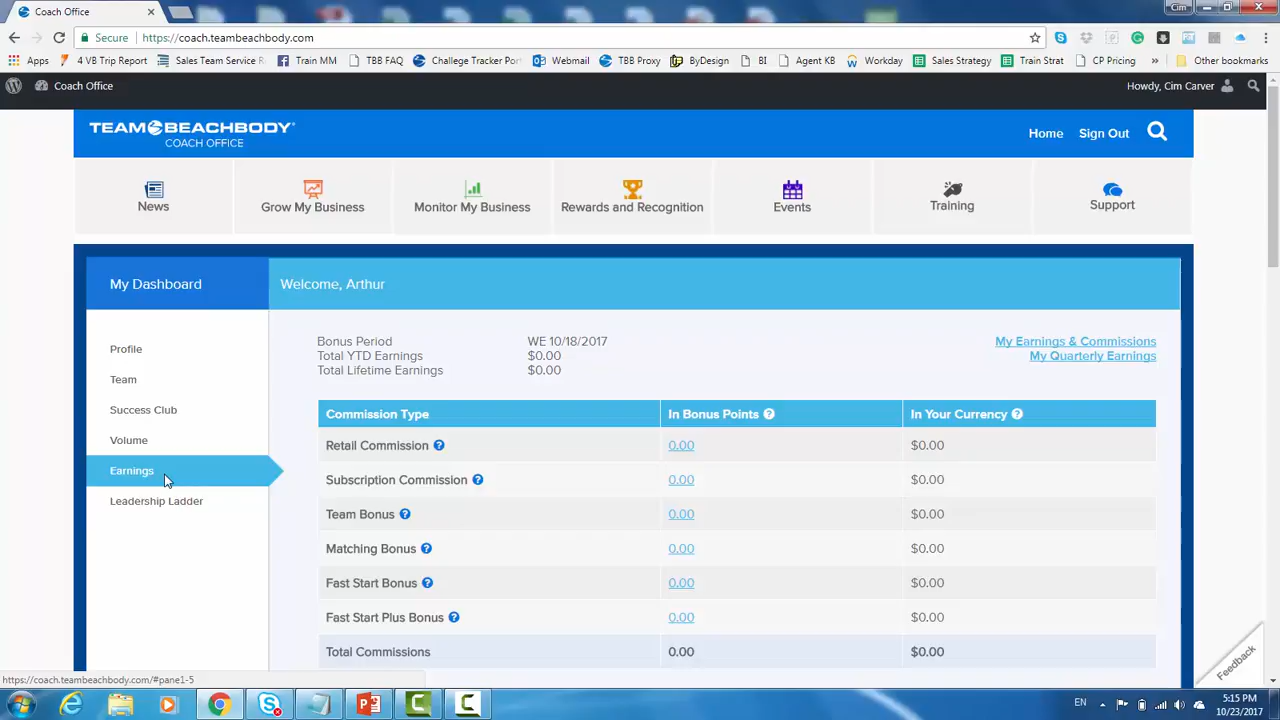 Coach Office
Cim
Secure
https://coach.teambeachbody.com
Apps
4 VB Trip Report
Sales Team Service R
Train MM
TBB FAQ
Challege Tracker Por
Webmail
TBB Proxy
ByDesign
BI
Agent KB
Workday
Sales Strategy
Train Strat
CP Pricing
»
Other bookmarks
Coach Office
Howdy, Cim Carver
TEAM BEACHBODY®
COACH OFFICE
Home
Sign Out
News
Grow My Business
Monitor My Business
Rewards and Recognition
Events
Training
Support
My Dashboard
Welcome, Arthur
Profile
Team
Success Club
Volume
Earnings
Leadership Ladder
Bonus Period WE 10/18/2017
Total YTD Earnings $0.00
Total Lifetime Earnings $0.00
My Earnings & Commissions
My Quarterly Earnings
Commission Type In Bonus Points ? In Your Currency ?
Retail Commission ? 0.00 $0.00
Subscription Commission ? 0.00 $0.00
Team Bonus ? 0.00 $0.00
Matching Bonus ? 0.00 $0.00
Fast Start Bonus ? 0.00 $0.00
Fast Start Plus Bonus ? 0.00 $0.00
Total Commissions 0.00 $0.00
Feedback
https://coach.teambeachbody.com/#pane1-5
EN
5:15 PM
10/23/2017